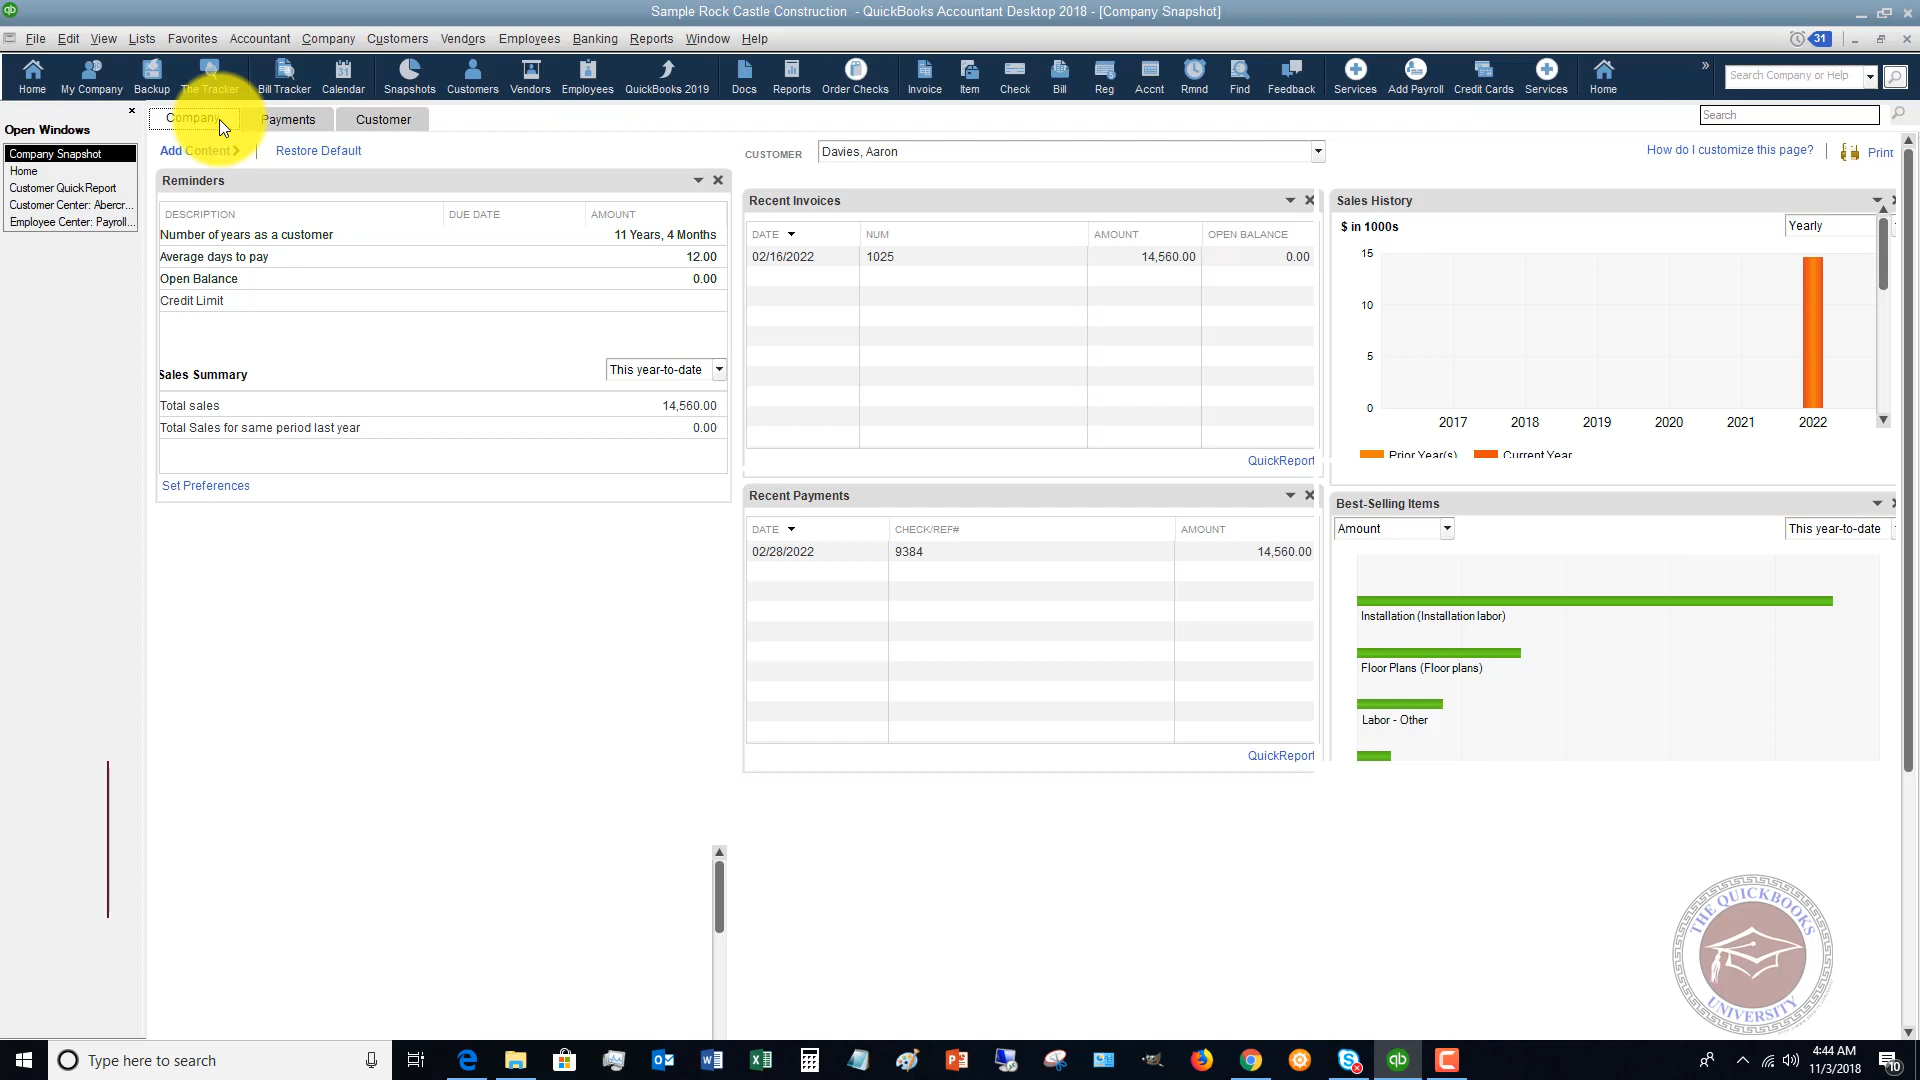 Sample Rock Castle Construction - QuickBooks Accountant Desktop 2018 - [Company Snapshot]
File Edit View Lists Favorites Accountant Company Customers Vendors Employees Banking Reports Window Help
31
Home My Company Backup The Tracker Bill Tracker Calendar Snapshots Customers Vendors Employees QuickBooks 2019 Docs Reports Order Checks Invoice Item Check Bill Reg Accnt Rmnd Find Feedback Services Add Payroll Credit Cards Services Home
31
Search Company or Help
Open Windows
Company Snapshot
Home
Customer QuickReport
Customer Center: Abercr...
Employee Center: Payroll...
Company Payments Customer
Search
Add Content
Restore Default
CUSTOMER Davies, Aaron
How do I customize this page?
Print
Reminders
DESCRIPTION DUE DATE AMOUNT
Number of years as a customer 11 Years, 4 Months
Average days to pay 12.00
Open Balance 0.00
Credit Limit
Sales Summary This year-to-date
Total sales 14,560.00
Total Sales for same period last year 0.00
Set Preferences
Recent Invoices
DATE NUM AMOUNT OPEN BALANCE
02/16/2022 1025 14,560.00 0.00
QuickReport
Recent Payments
DATE CHECK/REF# AMOUNT
02/28/2022 9384 14,560.00
QuickReport
Sales History
$ in 1000s Yearly
15
10
5
0
2017 2018 2019 2020 2021 2022
Prior Year(s) Current Year
Best-Selling Items
Amount This year-to-date
Installation (Installation labor)
Floor Plans (Floor plans)
Labor - Other
THE QUICKBOOKS
UNIVERSITY
Type here to search
4:44 AM
11/3/2018
10